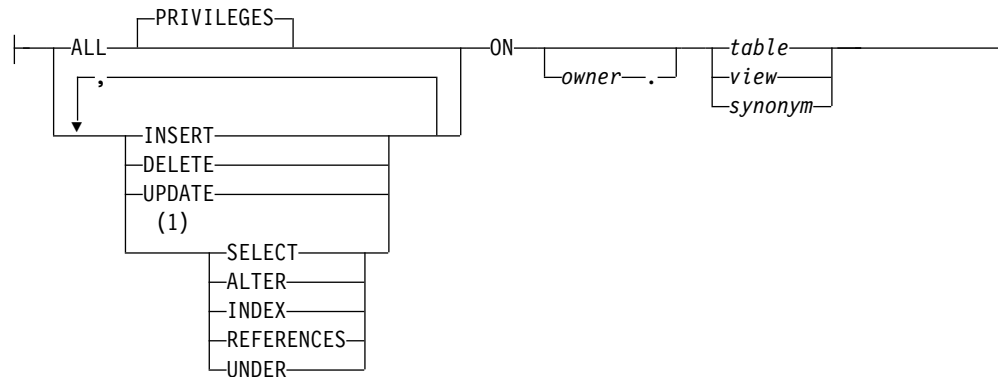 PRIVILEGES
ALL ON table
owner . view
, synonym
INSERT
DELETE
UPDATE
(1)
SELECT
ALTER
INDEX
REFERENCES
UNDER